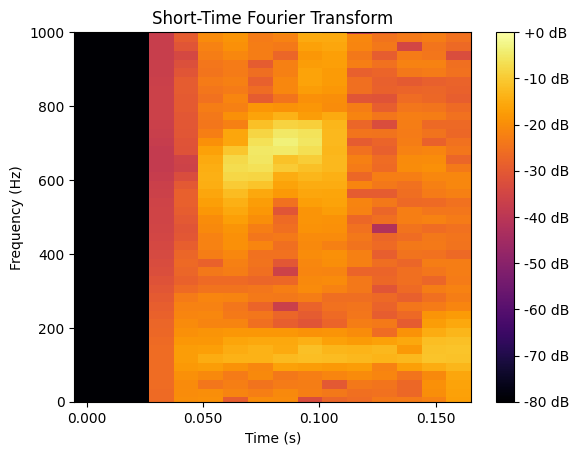 Short-Time Fourier Transform
Frequency (Hz)
1000
800
600
400
200
0
0.000
0.050
0.100
0.150
Time (s)
+0 dB
-10 dB
-20 dB
-30 dB
-40 dB
-50 dB
-60 dB
-70 dB
-80 dB